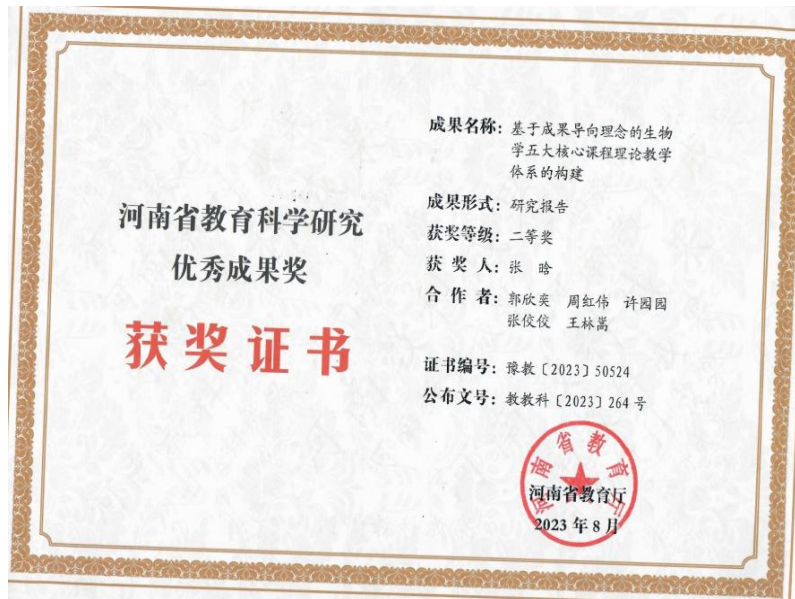 河南省教育科学研究
优秀成果奖
获奖证书
成果名称：基于成果导向理念的生物
学五大核心课程理论教学
体系的构建
成果形式：研究报告
获奖等级：二等奖
获 奖 人：张 晗
合 作 者：郭欣奕 周红伟 许园园
张佼佼 王林嵩
证书编号：豫教〔2023〕50524
公布文号：教教科〔2023〕264号
河南省教育厅
河南省教育厅
2023年8月